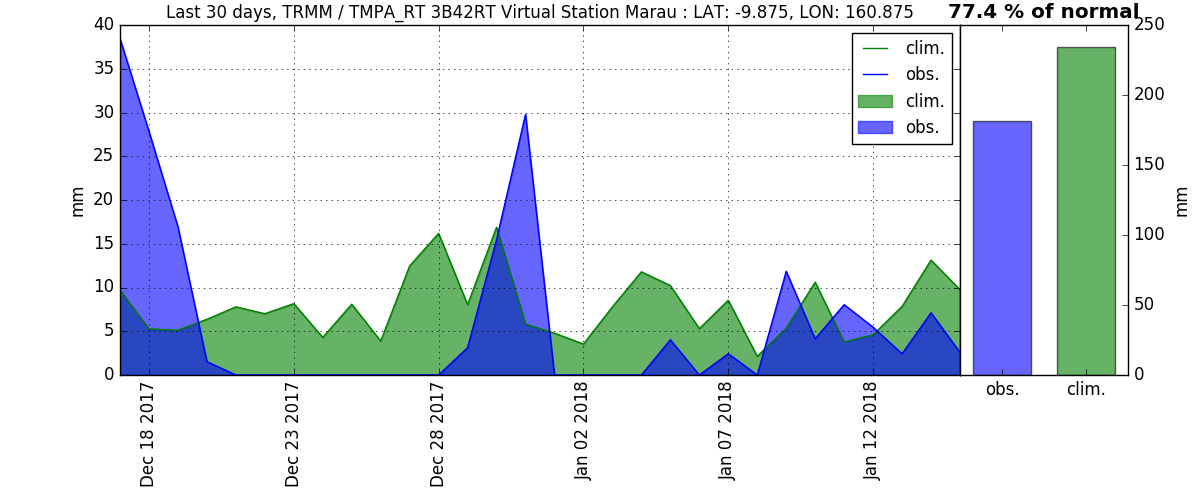 Last 30 days, TRMM / TMPA_RT 3B42RT Virtual Station Marau : LAT: -9.875, LON: 160.875
77.4 % of normal
40
35
30
25
20
15
10
5
0
mm
clim.
obs.
clim.
obs.
250
200
150
100
50
0
mm
obs.
clim.
Dec 18 2017
Dec 23 2017
Dec 28 2017
Jan 02 2018
Jan 07 2018
Jan 12 2018